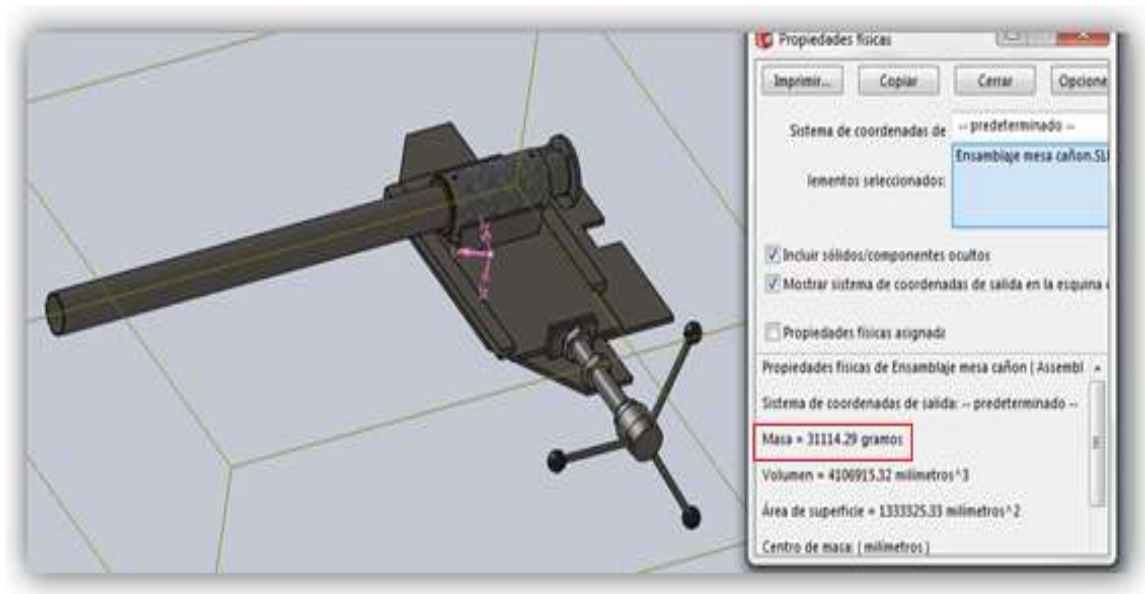 Propiedades físicas
Imprimir... Copiar Cerrar Opcione
Sistema de coordenadas de -- predeterminado --
Ensamblaje mesa cañon.SL
lementos seleccionados:
Incluir sólidos/componentes ocultos
Mostrar sistema de coordenadas de salida en la esquina
Propiedades físicas asignada
Propiedades físicas de Ensamblaje mesa cañon ( Assembl
Sistema de coordenadas de salida: -- predeterminado --
Masa = 31114.29 gramos
Volumen = 4106915.32 milímetros^3
Área de superficie = 1333325.33 milímetros^2
Centro de masa: ( milímetros )